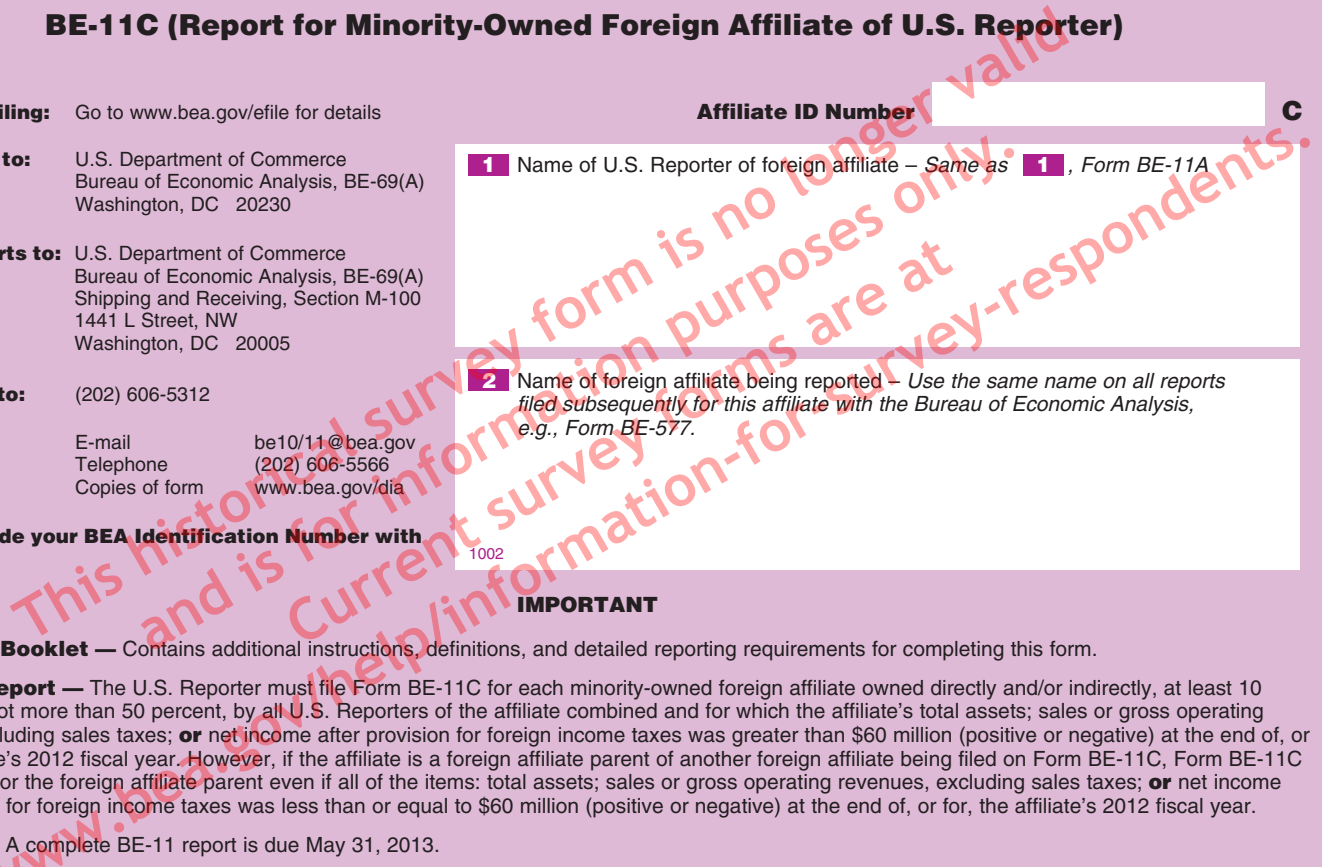 BE-11C (Report for Minority-Owned Foreign Affiliate of U.S. Reporter)
iling: Go to www.bea.gov/efile for details
to: U.S. Department of Commerce
Bureau of Economic Analysis, BE-69(A)
Washington, DC 20230
rts to: U.S. Department of Commerce
Bureau of Economic Analysis, BE-69(A)
Shipping and Receiving, Section M-100
1441 L Street, NW
Washington, DC 20005
to: (202) 606-5312
E-mail be10/11@bea.gov
Telephone (202) 606-5566
Copies of form www.bea.gov/dia
de your BEA Identification Number with
Affiliate ID Number C
1 Name of U.S. Reporter of foreign affiliate – Same as 1 , Form BE-11A
2 Name of foreign affiliate being reported – Use the same name on all reports
filed subsequently for this affiliate with the Bureau of Economic Analysis,
e.g., Form BE-577.
1002
IMPORTANT
Booklet — Contains additional instructions, definitions, and detailed reporting requirements for completing this form.
eport — The U.S. Reporter must file Form BE-11C for each minority-owned foreign affiliate owned directly and/or indirectly, at least 10
ot more than 50 percent, by all U.S. Reporters of the affiliate combined and for which the affiliate's total assets; sales or gross operating
luding sales taxes; or net income after provision for foreign income taxes was greater than $60 million (positive or negative) at the end of, or
e's 2012 fiscal year. However, if the affiliate is a foreign affiliate parent of another foreign affiliate being filed on Form BE-11C, Form BE-11C
or the foreign affiliate parent even if all of the items: total assets; sales or gross operating revenues, excluding sales taxes; or net income
for foreign income taxes was less than or equal to $60 million (positive or negative) at the end of, or for, the affiliate's 2012 fiscal year.
A complete BE-11 report is due May 31, 2013.
This historical survey form is no longer valid
and is for information purposes only.
Current survey forms are at
www.bea.gov/help/information-for-survey-respondents.